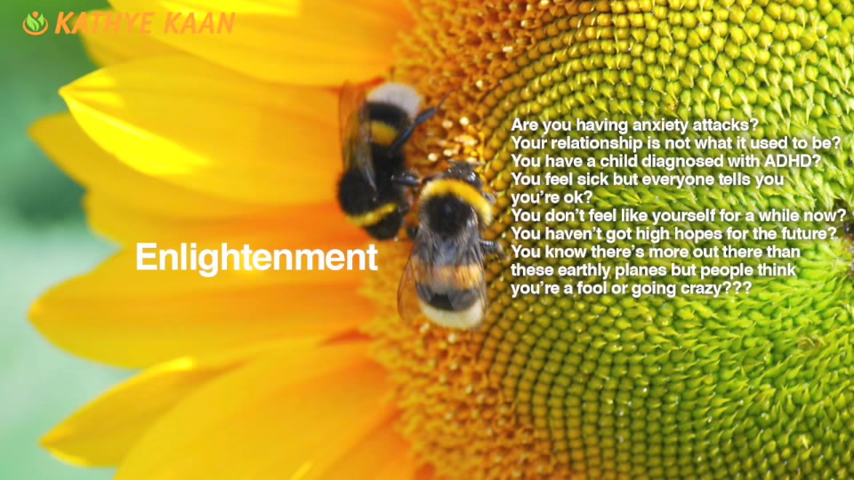 KATHYE KAAN
Enlightenment
Are you having anxiety attacks?
Your relationship is not what it used to be?
You have a child diagnosed with ADHD?
You feel sick but everyone tells you
you're ok?
You don't feel like yourself for a while now?
You haven't got high hopes for the future?
You know there's more out there than
these earthly planes but people think
you're a fool or going crazy???